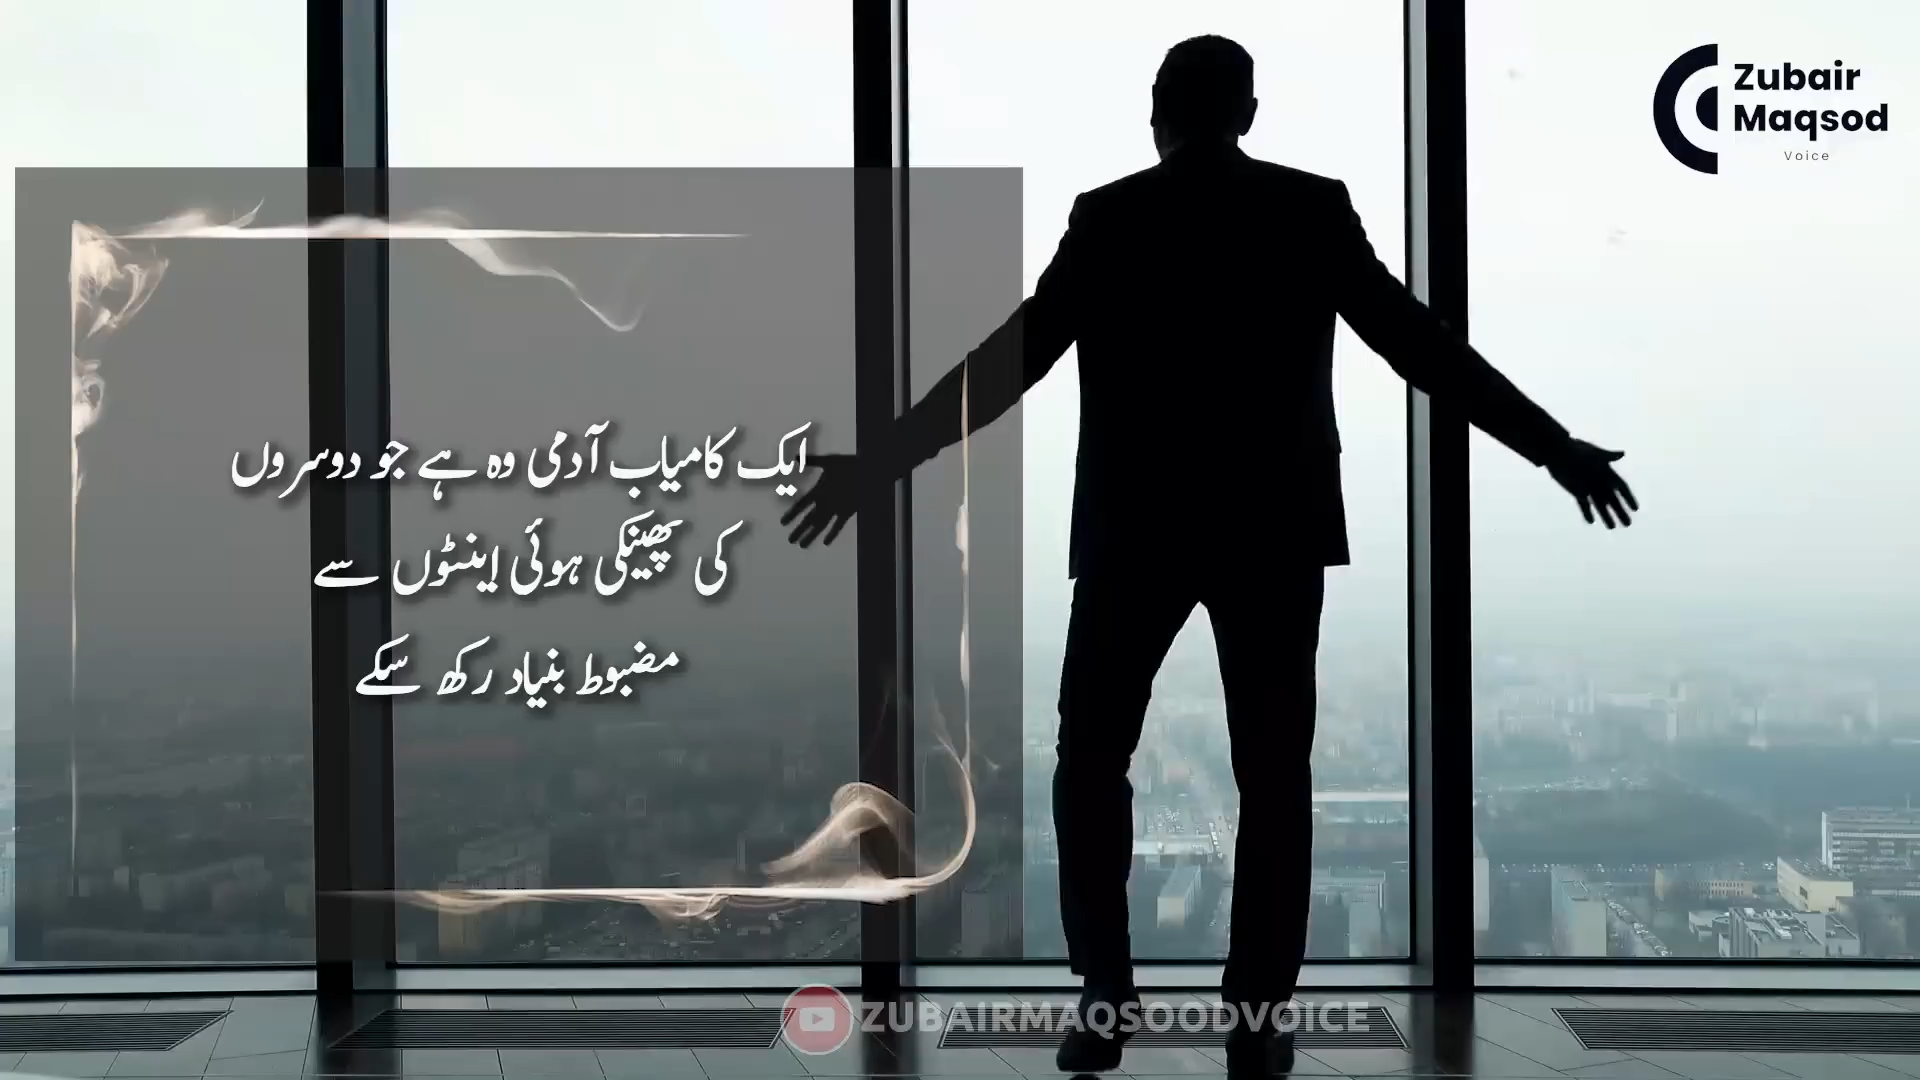 Zubair
Maqsod
Voice
ایک کامیاب آدمی وہ ہے جو دوسروں
کی پھینکی ہوئی اینٹوں سے
مضبوط بنیاد رکھ سکے
ZUBAIRMAQSOODVOICE